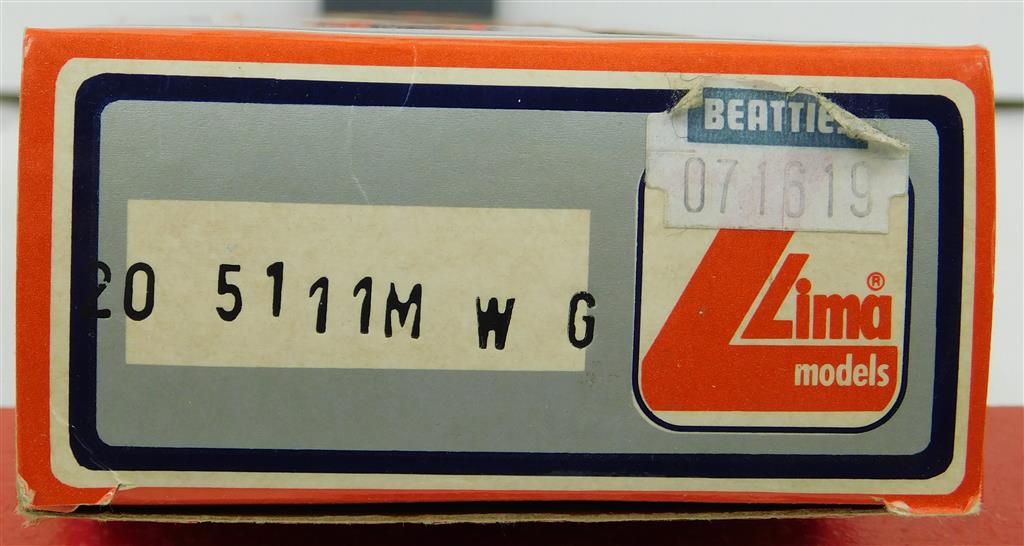 BEATTIES
071619
20 5111M W G
Lima®
models